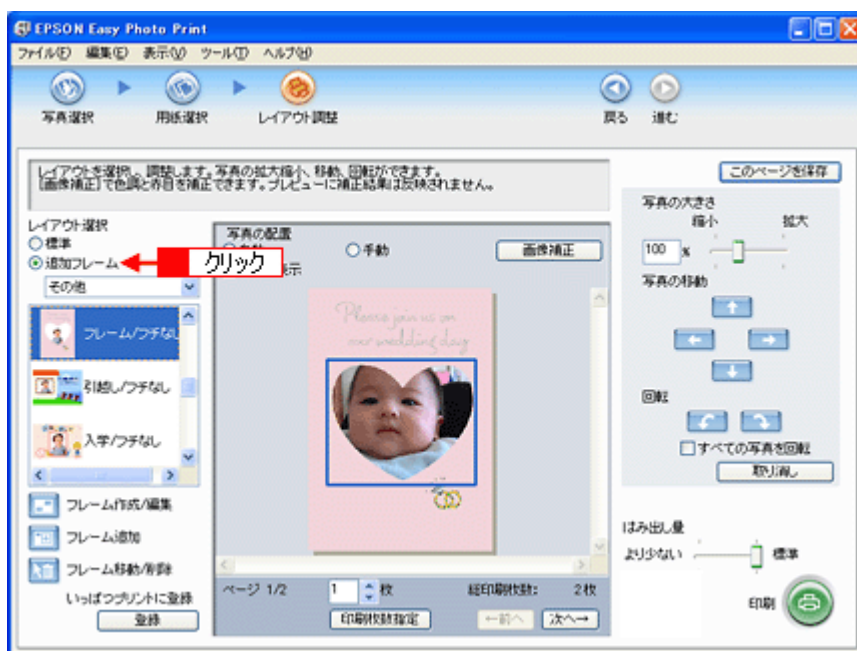 EPSON Easy Photo Print
ファイル(F) 編集(E) 表示(V) ツール(T) ヘルプ(H)
写真選択 用紙選択 レイアウト調整 戻る 進む
レイアウトを選択し、調整します。写真の拡大縮小、移動、回転ができます。
[画像補正]で色調と赤目を補正できます。プレビューに補正結果は反映されません。
このページを保存
レイアウト選択
標準
追加フレーム
クリック
その他
フレーム/フチなし
引越し/フチなし
入学/フチなし
フレーム作成/編集
フレーム追加
フレーム移動/削除
いっぱつプリントに登録
登録
写真の配置
手動
画像補正
表示
Please join us on
our wedding day
ページ 1/2
1 枚
総印刷枚数: 2枚
印刷枚数指定
←前へ 次へ→
写真の大きさ
縮小 拡大
100 %
写真の移動
回転
すべての写真を回転
取り消し
はみ出し量
より少ない 標準
印刷